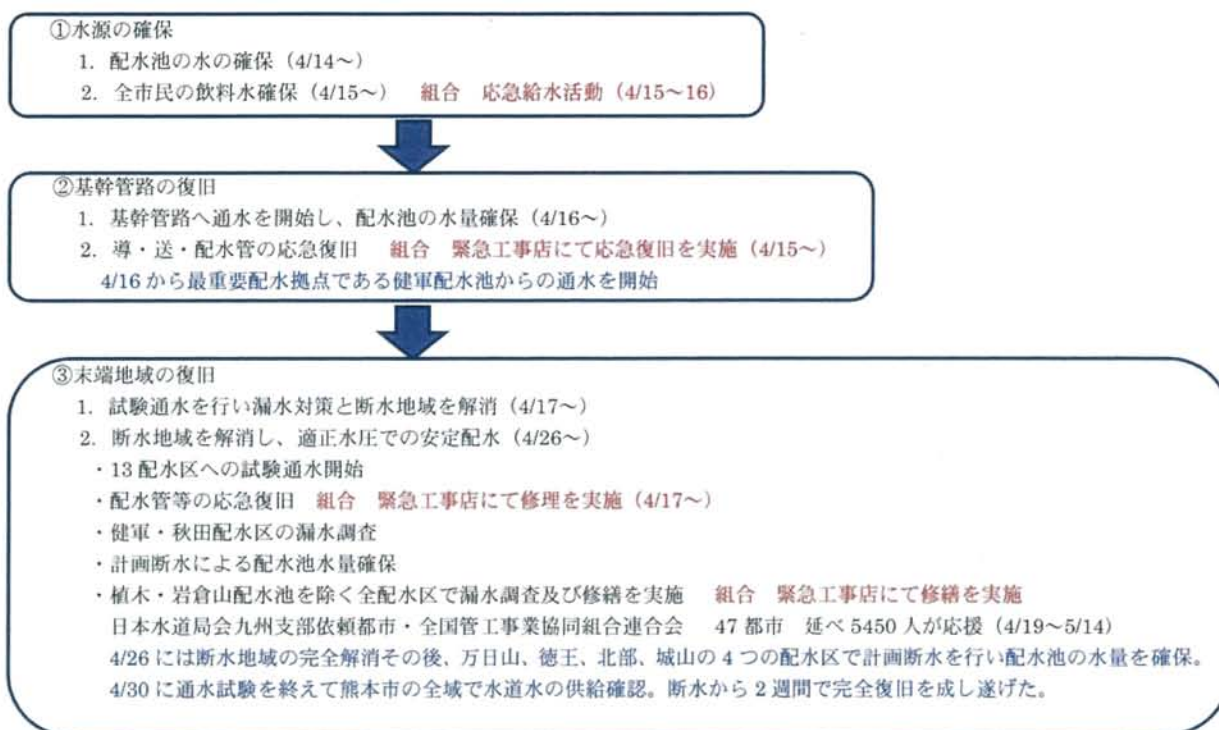 ①水源の確保
1. 配水池の水の確保（4/14～）
2. 全市民の飲料水確保（4/15～）　組合　応急給水活動（4/15～16）
②基幹管路の復旧
1. 基幹管路へ通水を開始し、配水池の水量確保（4/16～）
2. 導・送・配水管の応急復旧　組合　緊急工事店にて応急復旧を実施（4/15～）
4/16 から最重要配水拠点である健軍配水池からの通水を開始
③末端地域の復旧
1. 試験通水を行い漏水対策と断水地域を解消（4/17～）
2. 断水地域を解消し、適正水圧での安定配水（4/26～）
・13 配水区への試験通水開始
・配水管等の応急復旧　組合　緊急工事店にて修理を実施（4/17～）
・健軍・秋田配水区の漏水調査
・計画断水による配水池水量確保
・植木・岩倉山配水池を除く全配水区で漏水調査及び修繕を実施　組合　緊急工事店にて修繕を実施
日本水道局会九州支部依頼都市・全国管工事業協同組合連合会　47 都市　延べ 5450 人が応援（4/19～5/14）
4/26 には断水地域の完全解消その後、万日山、徳王、北部、城山の 4 つの配水区で計画断水を行い配水池の水量を確保。
4/30 に通水試験を終えて熊本市の全域で水道水の供給確認。断水から 2 週間で完全復旧を成し遂げた。